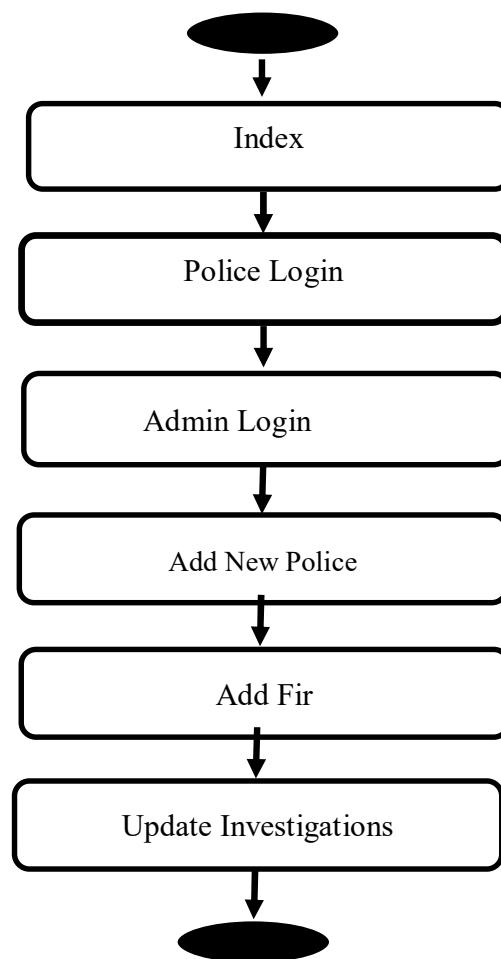 Index
Police Login
Admin Login
Add New Police
Add Fir
Update Investigations